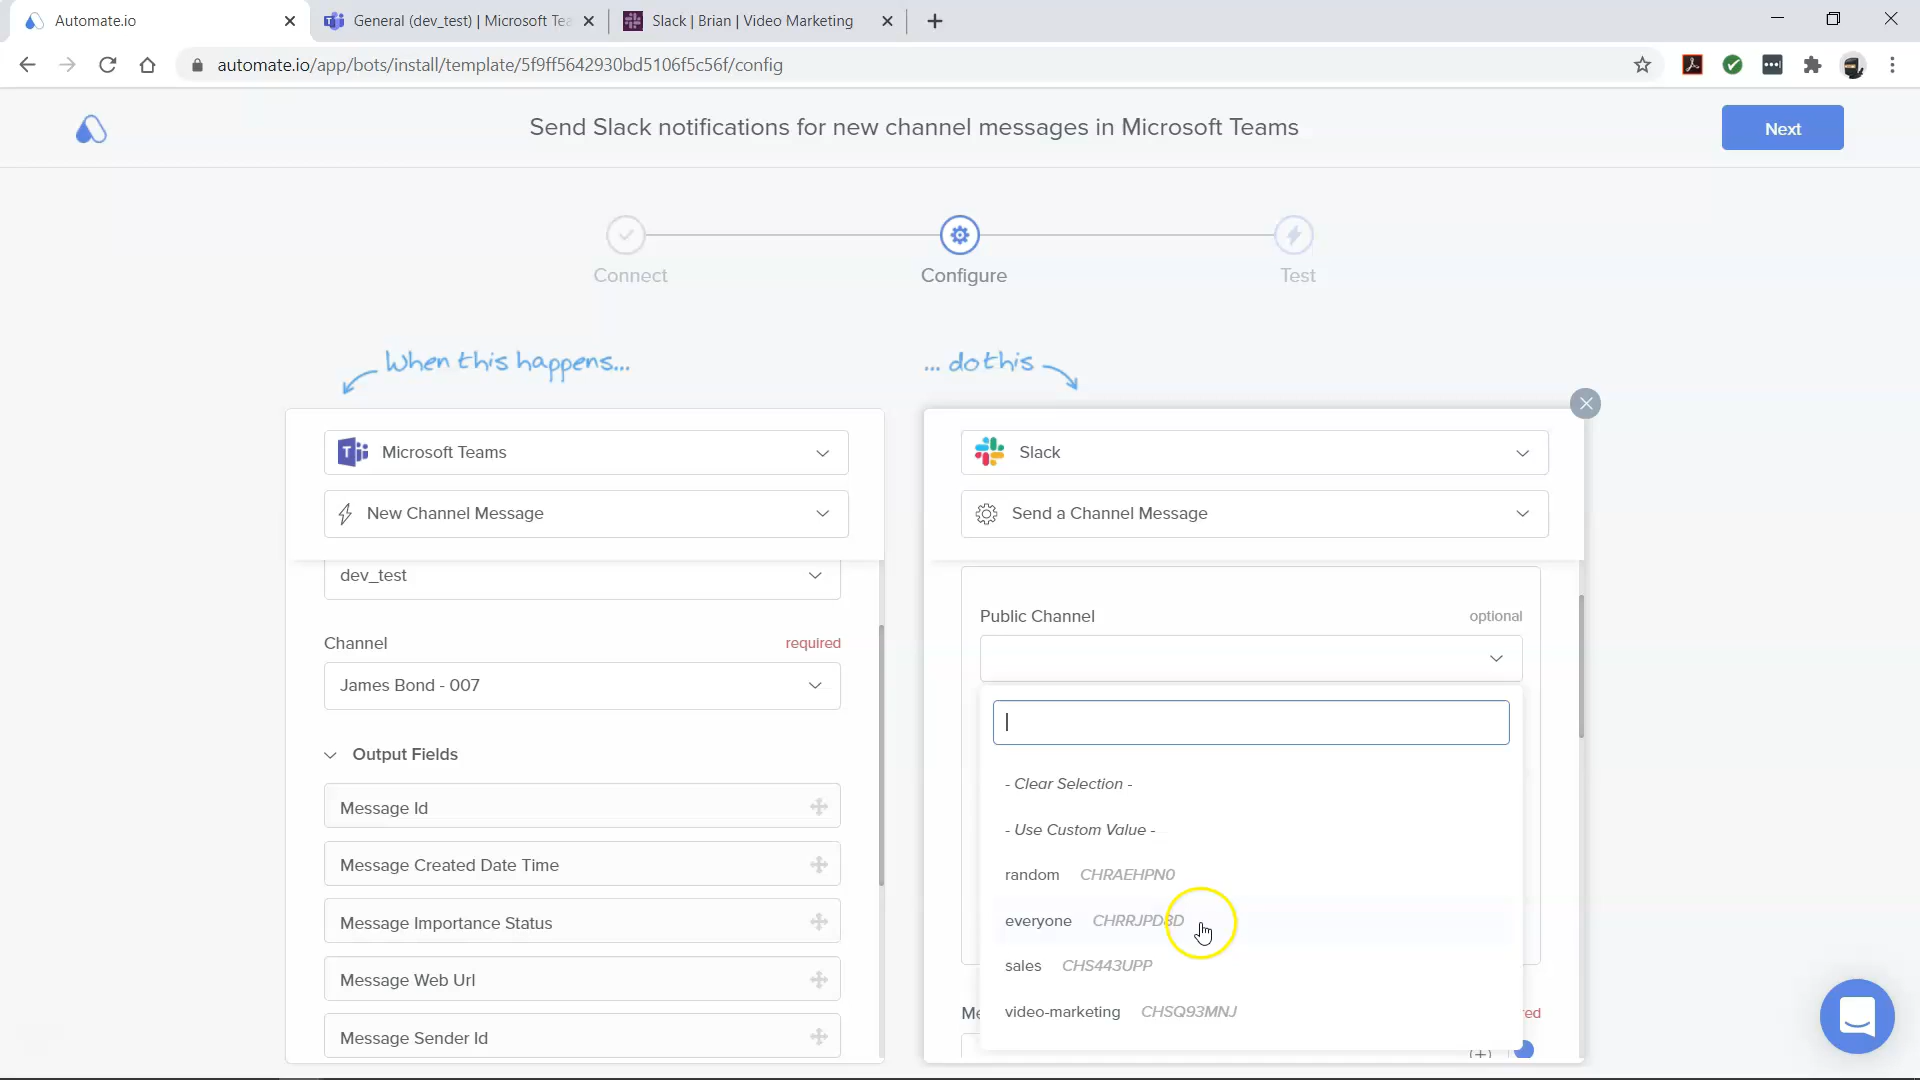 Automate.io
General (dev_test) | Microsoft Tea
Slack | Brian | Video Marketing
automate.io/app/bots/install/template/5f9ff5642930bd5106f5c56f/config
Send Slack notifications for new channel messages in Microsoft Teams
Next
Connect
Configure
Test
When this happens...
... do this
Microsoft Teams
New Channel Message
dev_test
Channel
required
James Bond - 007
Output Fields
Message Id
Message Created Date Time
Message Importance Status
Message Web Url
Message Sender Id
Slack
Send a Channel Message
Public Channel
optional
- Clear Selection -
- Use Custom Value -
random CHRAEHPN0
everyone CHRRJPD8D
sales CHS443UPP
video-marketing CHSQ93MNJ